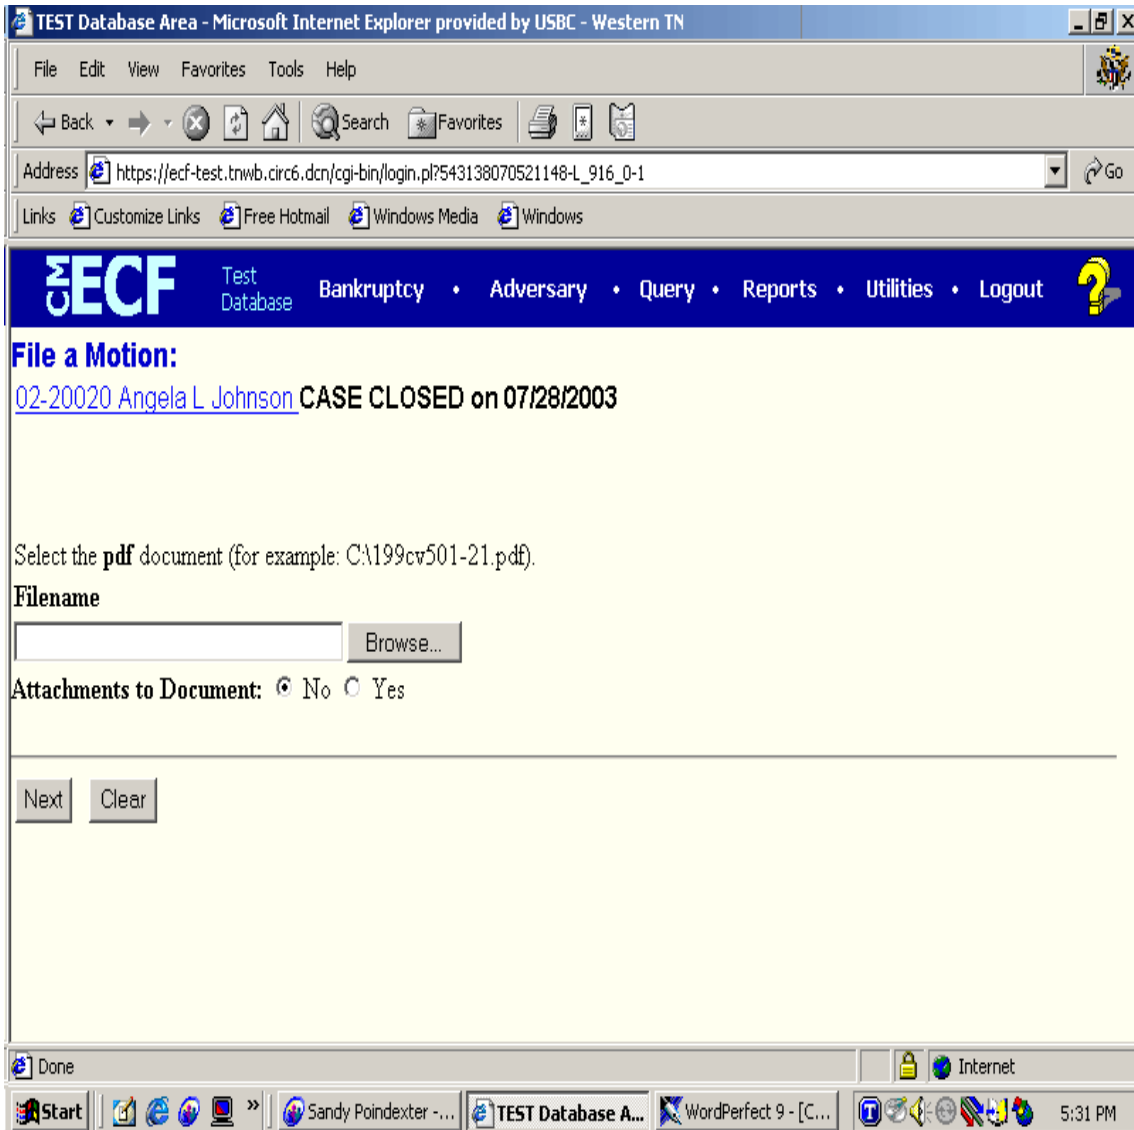 TEST Database Area - Microsoft Internet Explorer provided by USBC - Western TN
File Edit View Favorites Tools Help
Back Search Favorites
Address https://ecf-test.tnwb.circ6.dcn/cgi-bin/login.pl?543138070521148-L_916_0-1 Go
Links Customize Links Free Hotmail Windows Media Windows
CM ECF Test Database Bankruptcy • Adversary • Query • Reports • Utilities • Logout ?
File a Motion:
02-20020 Angela L Johnson CASE CLOSED on 07/28/2003
Select the pdf document (for example: C:\199cv501-21.pdf).
Filename
Browse...
Attachments to Document: No Yes
Next Clear
Done Internet
Start » Sandy Poindexter -... TEST Database A... WordPerfect 9 - [C... 5:31 PM